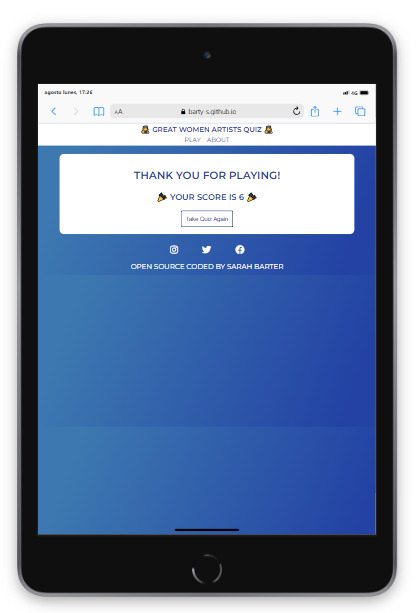 agosto lunes, 17:26
4G
AA
barty-s.github.io
GREAT WOMEN ARTISTS QUIZ
PLAY ABOUT
THANK YOU FOR PLAYING!
YOUR SCORE IS 6
Take Quiz Again
OPEN SOURCE CODED BY SARAH BARTER